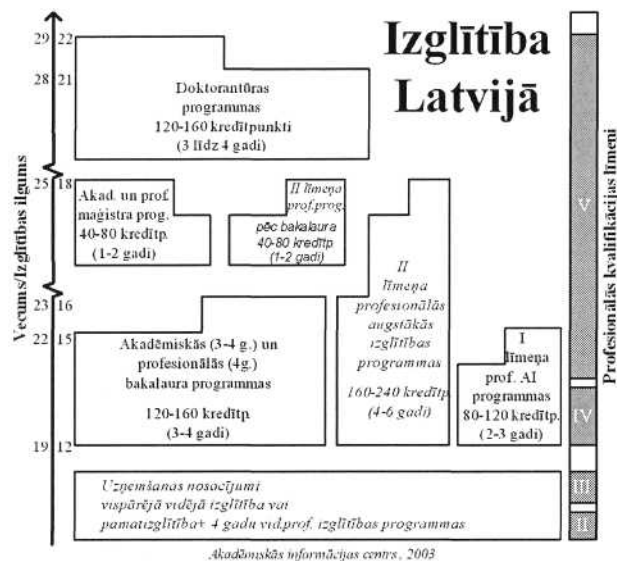 Izglītība
Latvijā
Vecums/Izglītības ilgums
29 22
28 21
25 18
23 16
22 15
19 12
Doktorantūras
programmas
120-160 kredītpunkti
(3 līdz 4 gadi)
Akad. un prof.
maģistra prog.
40-80 kredītp.
(1-2 gadi)
II līmeņa
prof.prog.
pēc bakalaura
40-80 kredītp
(1-2 gadi)
Akadēmiskās (3-4 g.) un
profesionālās (4g.)
bakalaura programmas
120-160 kredītp.
(3-4 gadi)
II
līmeņa
profesionālās
augstākās
izglītības
programmas
160-240 kredītp.
(4-6 gadi)
I
līmeņa
prof. AI
programmas
80-120 kredītp.
(2-3 gadi)
Uzņemšanas nosacījumi
vispārējā vidējā izglītība vai
pamatizglītība+ 4 gadu vid.prof. izglītības programmas
Profesionālās kvalifikācijas līmeņi
V
IV
III
II
Akadēmiskās informācijas centrs, 2003